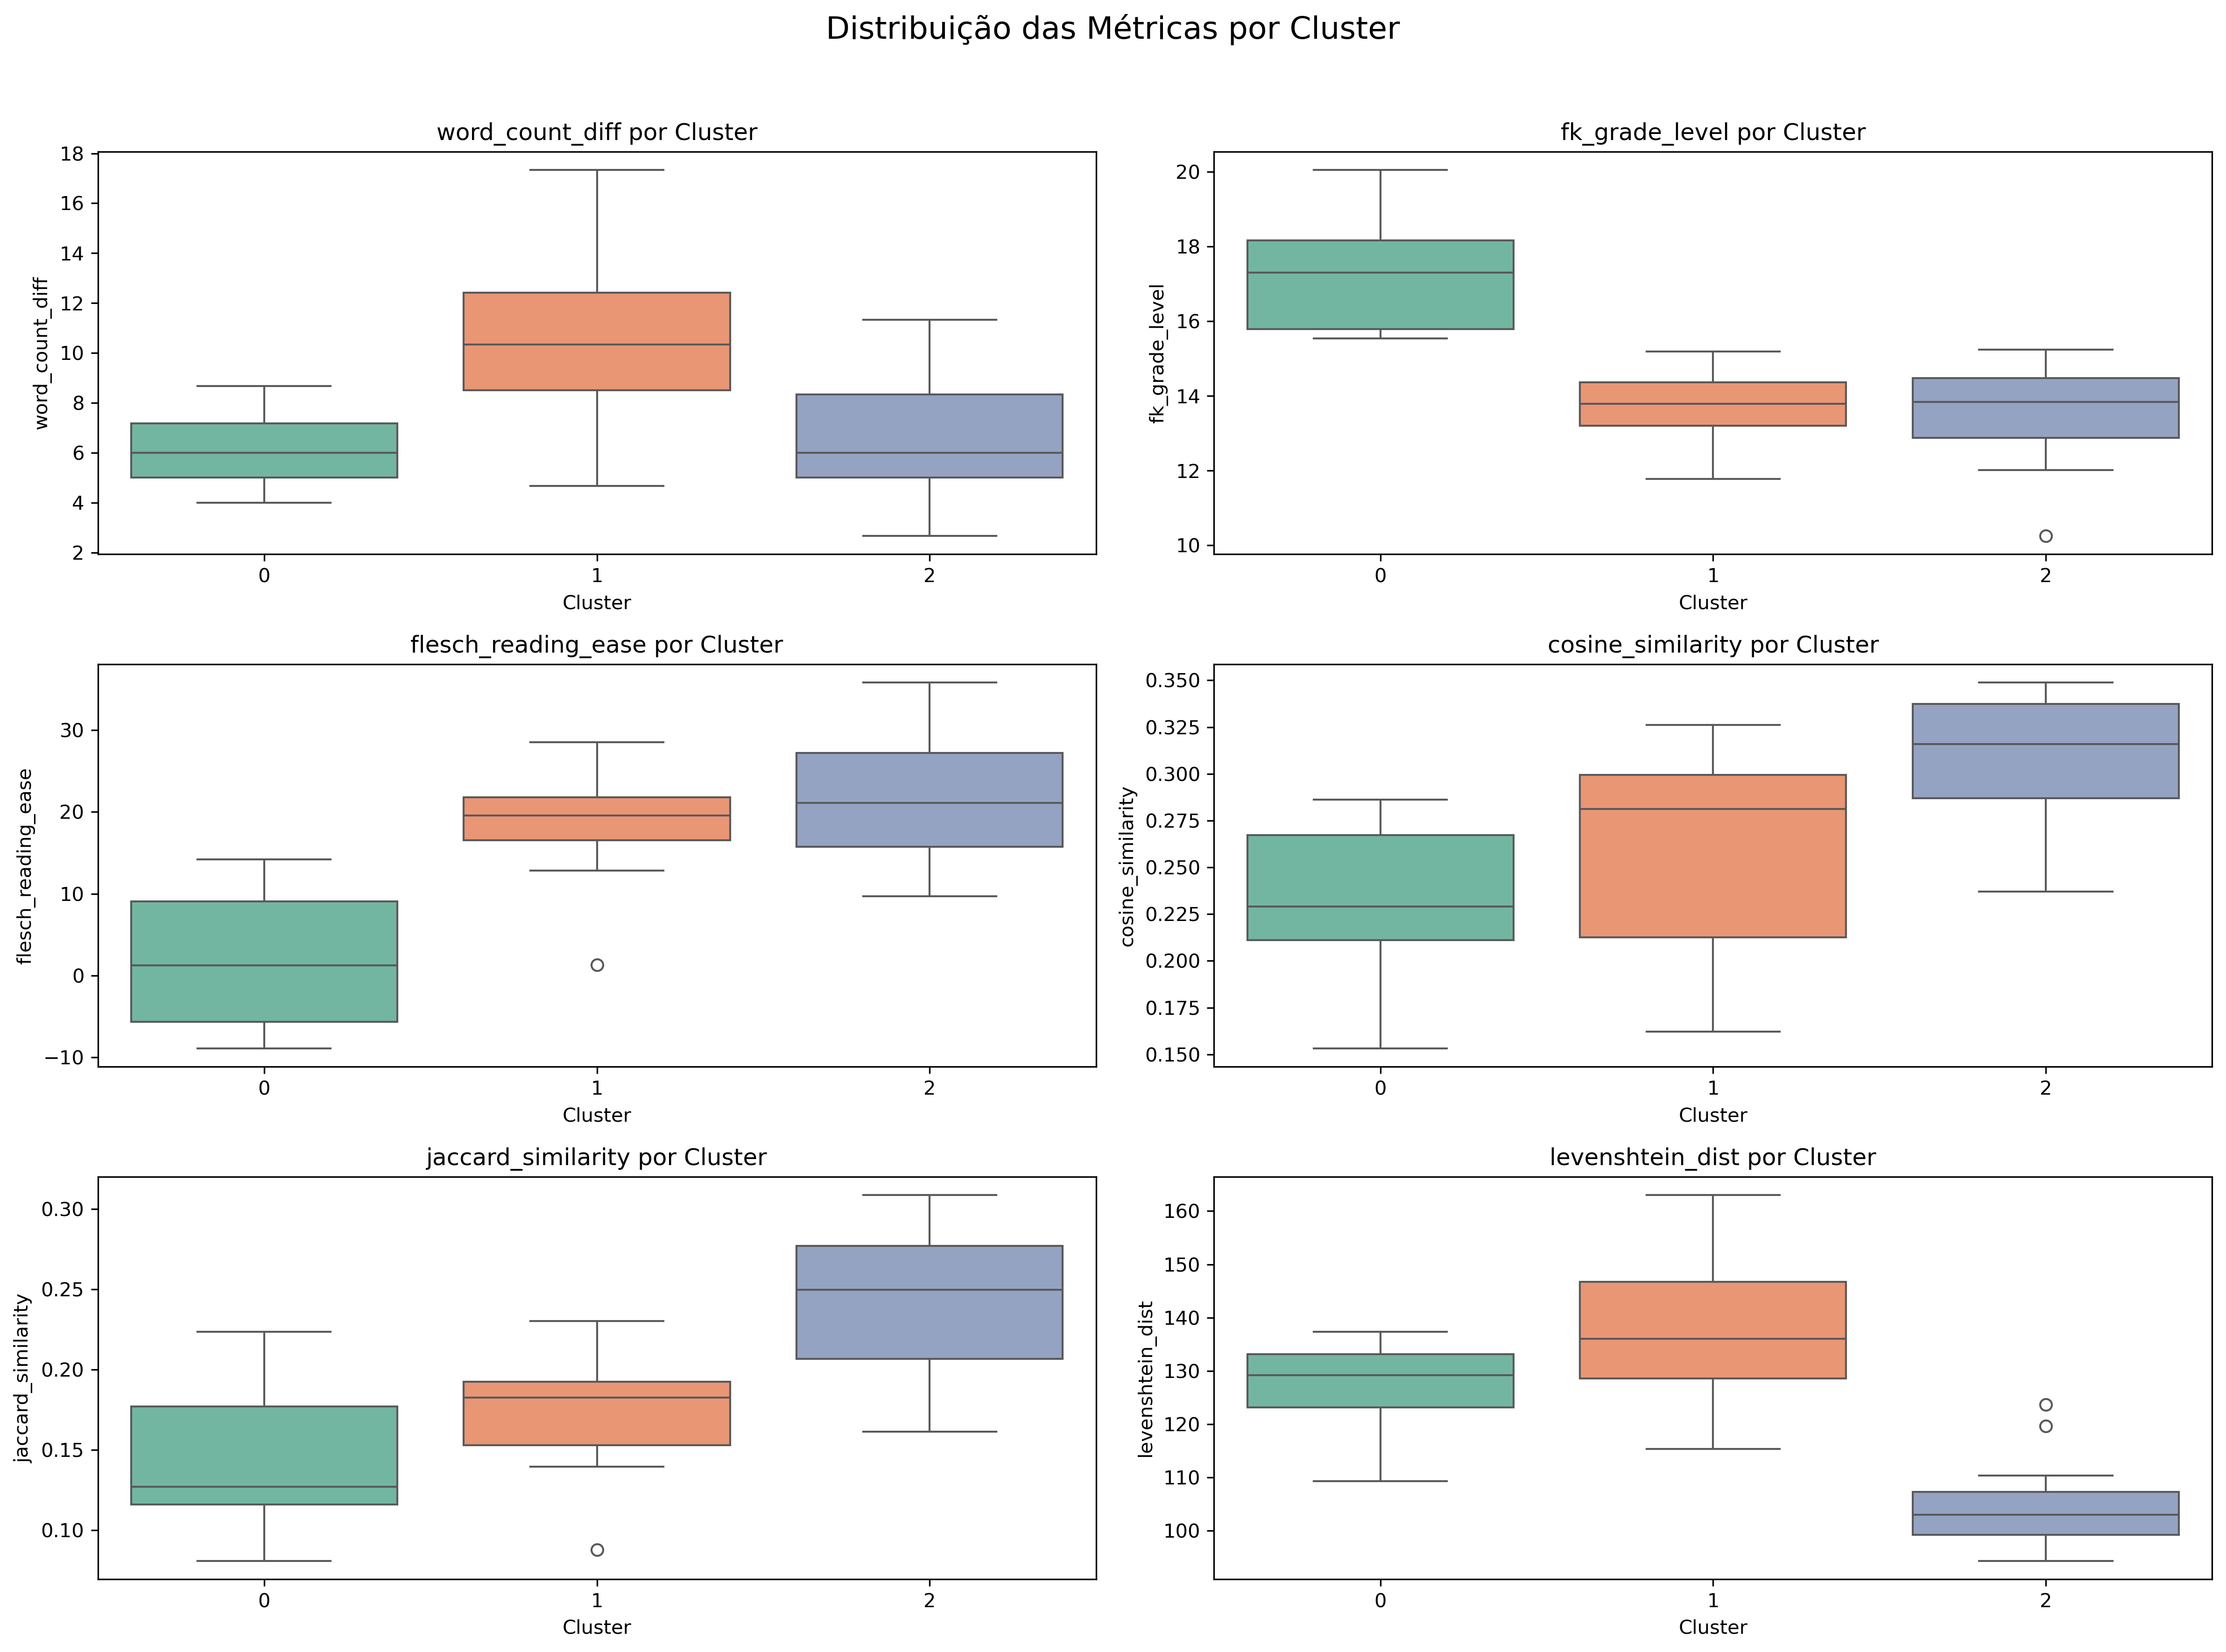 Distribuição das Métricas por Cluster
word_count_diff por Cluster
18
16
14
12
10
8
6
4
2
word_count_diff
0 1 2
Cluster
fk_grade_level por Cluster
20
18
16
14
12
10
fk_grade_level
0 1 2
Cluster
flesch_reading_ease por Cluster
30
20
10
0
−10
flesch_reading_ease
0 1 2
Cluster
cosine_similarity por Cluster
0.350
0.325
0.300
0.275
0.250
0.225
0.200
0.175
0.150
cosine_similarity
0 1 2
Cluster
jaccard_similarity por Cluster
0.30
0.25
0.20
0.15
0.10
jaccard_similarity
0 1 2
Cluster
levenshtein_dist por Cluster
160
150
140
130
120
110
100
levenshtein_dist
0 1 2
Cluster